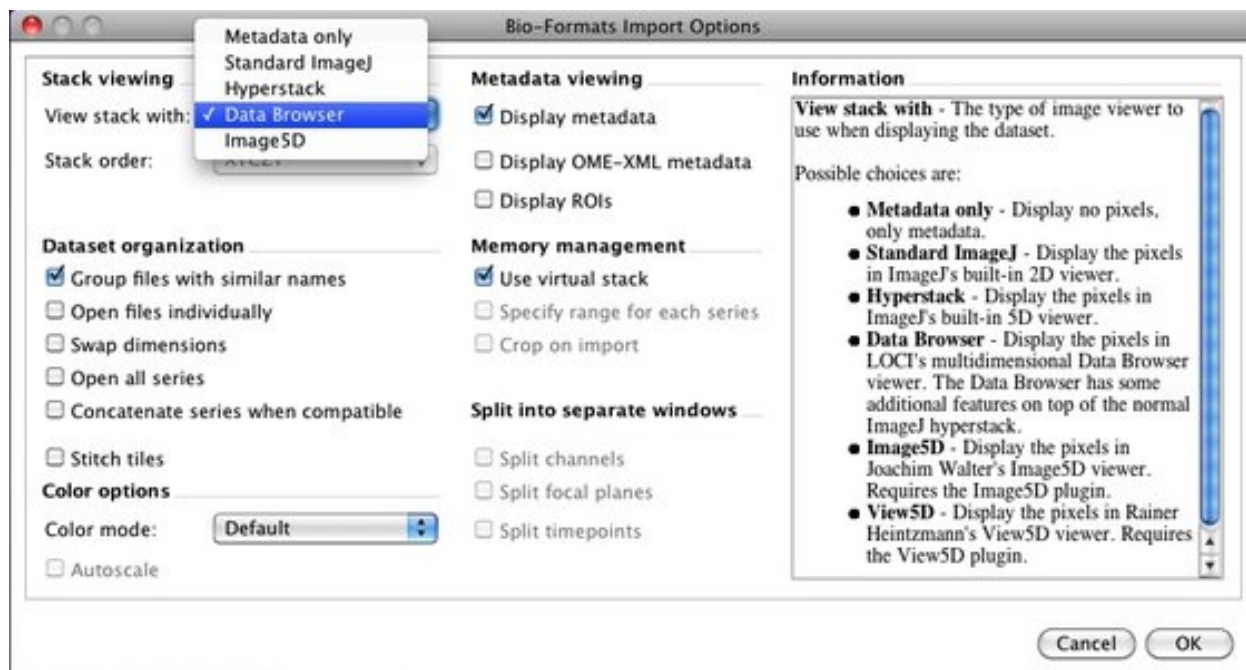 Bio-Formats Import Options
Stack viewing
View stack with:
Metadata only
Standard ImageJ
Hyperstack
✓ Data Browser
Image5D
Stack order:
Dataset organization
Group files with similar names
Open files individually
Swap dimensions
Open all series
Concatenate series when compatible
Stitch tiles
Color options
Color mode: Default
Autoscale
Metadata viewing
Display metadata
Display OME-XML metadata
Display ROIs
Memory management
Use virtual stack
Specify range for each series
Crop on import
Split into separate windows
Split channels
Split focal planes
Split timepoints
Information
View stack with - The type of image viewer to
use when displaying the dataset.
Possible choices are:
● Metadata only - Display no pixels,
only metadata.
● Standard ImageJ - Display the pixels
in ImageJ's built-in 2D viewer.
● Hyperstack - Display the pixels in
ImageJ's built-in 5D viewer.
● Data Browser - Display the pixels in
LOCI's multidimensional Data Browser
viewer. The Data Browser has some
additional features on top of the normal
ImageJ hyperstack.
● Image5D - Display the pixels in
Joachim Walter's Image5D viewer.
Requires the Image5D plugin.
● View5D - Display the pixels in Rainer
Heintzmann's View5D viewer. Requires
the View5D plugin.
Cancel
OK